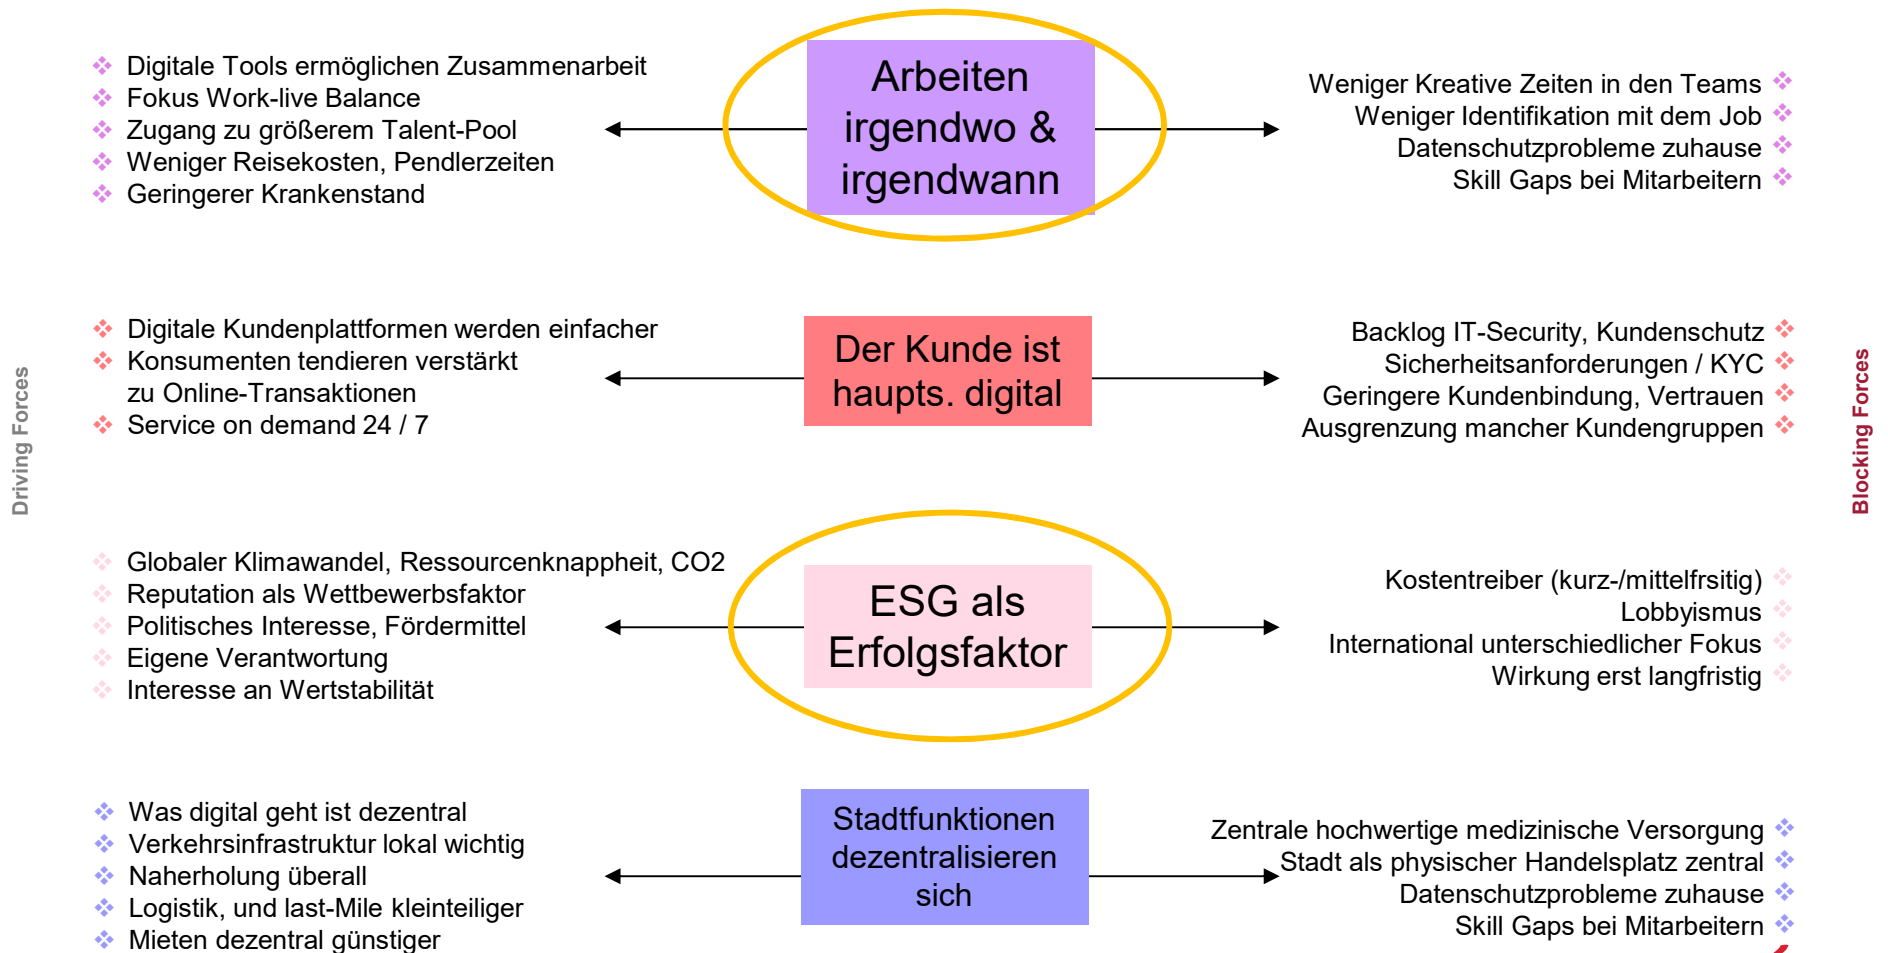 Driving Forces
Digitale Tools ermöglichen Zusammenarbeit
Fokus Work-live Balance
Zugang zu größerem Talent-Pool
Weniger Reisekosten, Pendlerzeiten
Geringerer Krankenstand
Arbeiten
irgendwo &
irgendwann
Weniger Kreative Zeiten in den Teams
Weniger Identifikation mit dem Job
Datenschutzprobleme zuhause
Skill Gaps bei Mitarbeitern
Digitale Kundenplattformen werden einfacher
Konsumenten tendieren verstärkt
zu Online-Transaktionen
Service on demand 24 / 7
Der Kunde ist
haupts. digital
Backlog IT-Security, Kundenschutz
Sicherheitsanforderungen / KYC
Geringere Kundenbindung, Vertrauen
Ausgrenzung mancher Kundengruppen
Globaler Klimawandel, Ressourcenknappheit, CO2
Reputation als Wettbewerbsfaktor
Politisches Interesse, Fördermittel
Eigene Verantwortung
Interesse an Wertstabilität
ESG als
Erfolgsfaktor
Kostentreiber (kurz-/mittelfrsitig)
Lobbyismus
International unterschiedlicher Fokus
Wirkung erst langfristig
Was digital geht ist dezentral
Verkehrsinfrastruktur lokal wichtig
Naherholung überall
Logistik, und last-Mile kleinteiliger
Mieten dezentral günstiger
Stadtfunktionen
dezentralisieren
sich
Zentrale hochwertige medizinische Versorgung
Stadt als physischer Handelsplatz zentral
Datenschutzprobleme zuhause
Skill Gaps bei Mitarbeitern
Blocking Forces